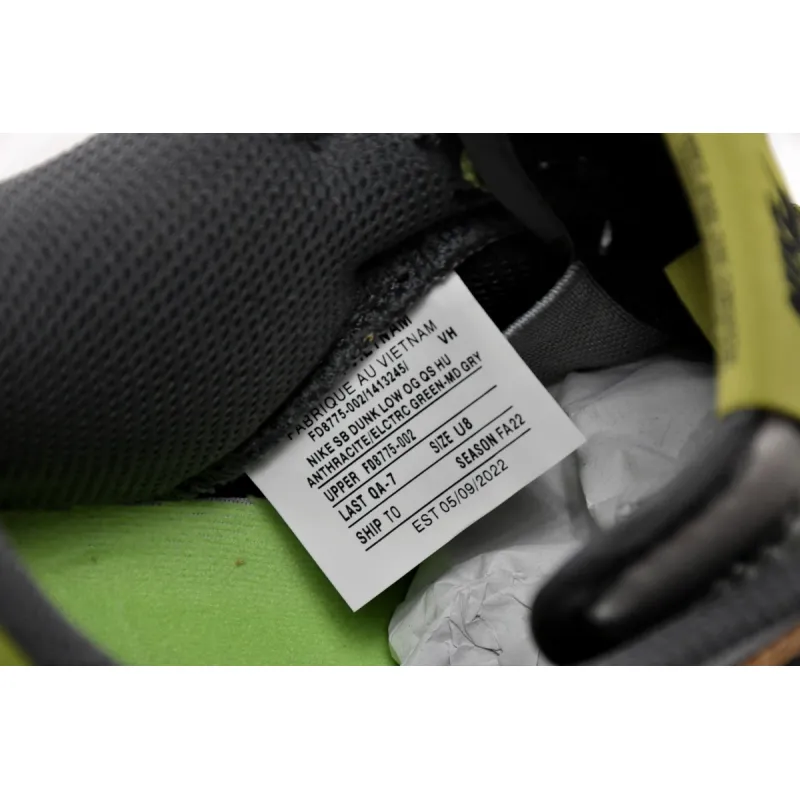 FABRIQUE AU VIETNAM
FD8775-002/1413245/ VH
NIKE SB DUNK LOW OG QS HU
ANTHRACITE/ELCTRC GREEN-MD GRY
UPPER FD8775-002
LAST QA-7 SIZE U8
SHIP TO SEASON FA22
EST 05/09/2022